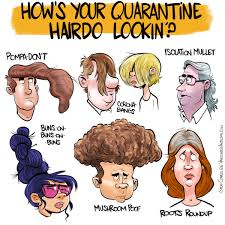 HOW'S YOUR QUARANTINE
HAIRDO LOOKIN'?
POMPA-DON'T
ISOLATION MULLET
CORONA-
BANGS
BUNS-ON-
BUNS-ON-
BUNS
MUSHROOM POOF
ROOTS ROUNDUP